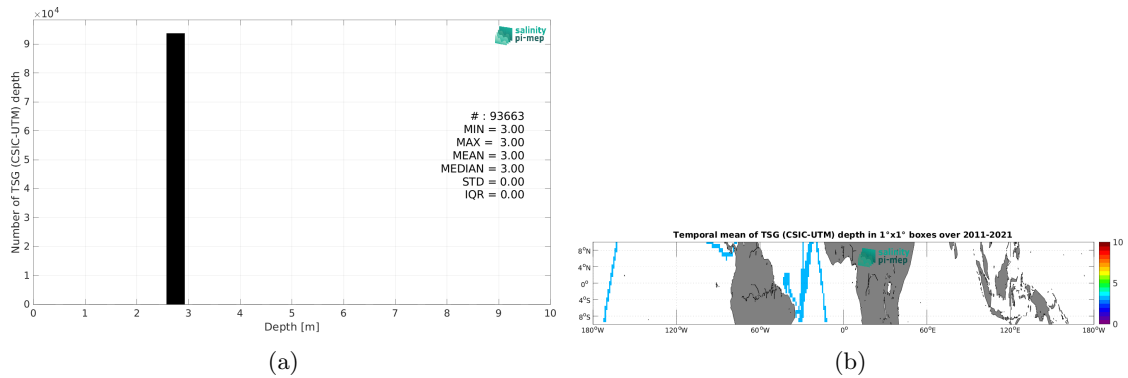 ×10⁴
salinity
pi-mep
Number of TSG (CSIC-UTM) depth
9
8
7
6
5
4
3
2
1
0
# : 93663
MIN = 3.00
MAX = 3.00
MEAN = 3.00
MEDIAN = 3.00
STD = 0.00
IQR = 0.00
0 1 2 3 4 5 6 7 8 9 10
Depth [m]
(a)
Temporal mean of TSG (CSIC-UTM) depth in 1°x1° boxes over 2011-2021
salinity
pi-mep
8°N
4°N
0°
4°S
8°S
180°W 120°W 60°W 0° 60°E 120°E 180°W
10
5
0
(b)